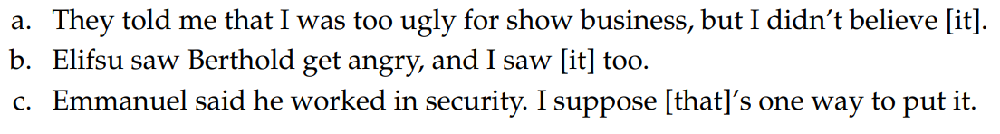 a. They told me that I was too ugly for show business, but I didn’t believe [it].
b. Elifsu saw Berthold get angry, and I saw [it] too.
c. Emmanuel said he worked in security. I suppose [that]’s one way to put it.